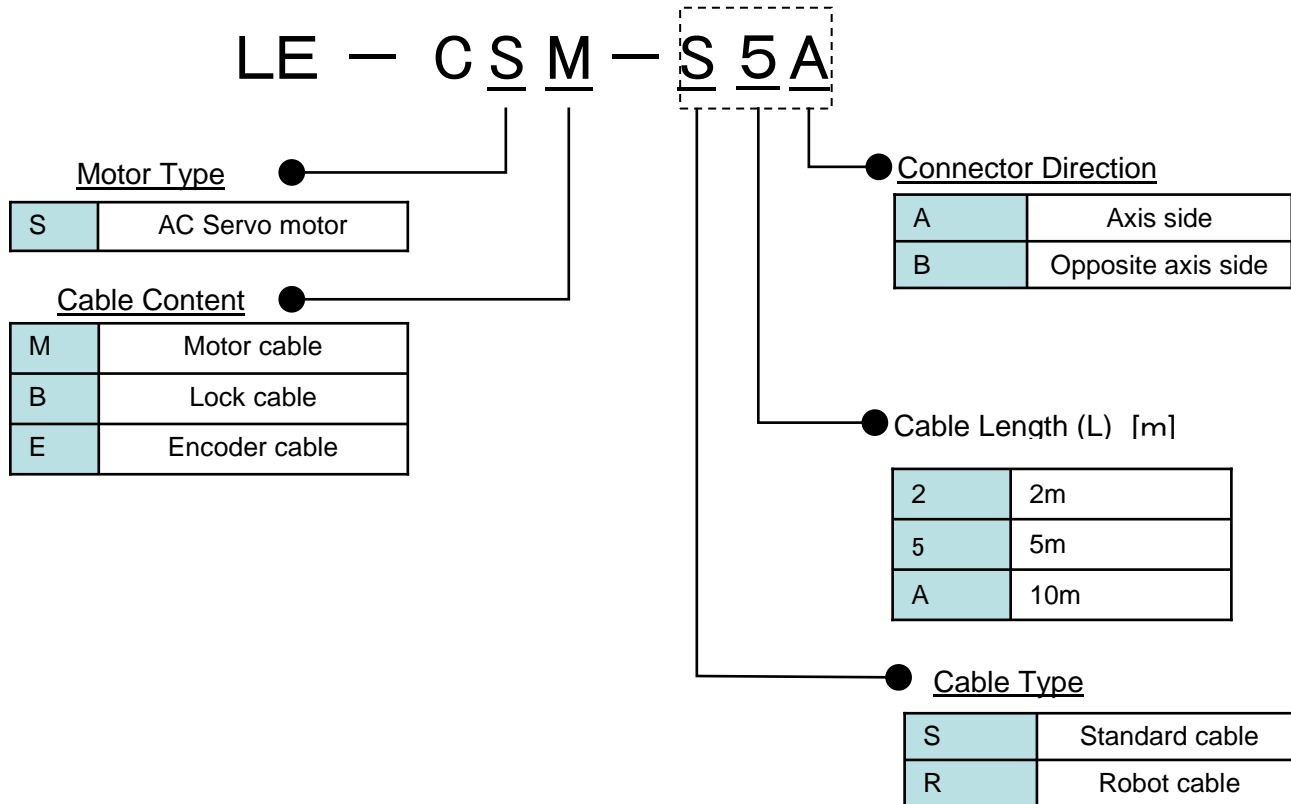 LE － CSM－S5A
Motor Type
S AC Servo motor
Cable Content
M Motor cable
B Lock cable
E Encoder cable
Connector Direction
A Axis side
B Opposite axis side
Cable Length (L) [m]
2 2m
5 5m
A 10m
Cable Type
S Standard cable
R Robot cable